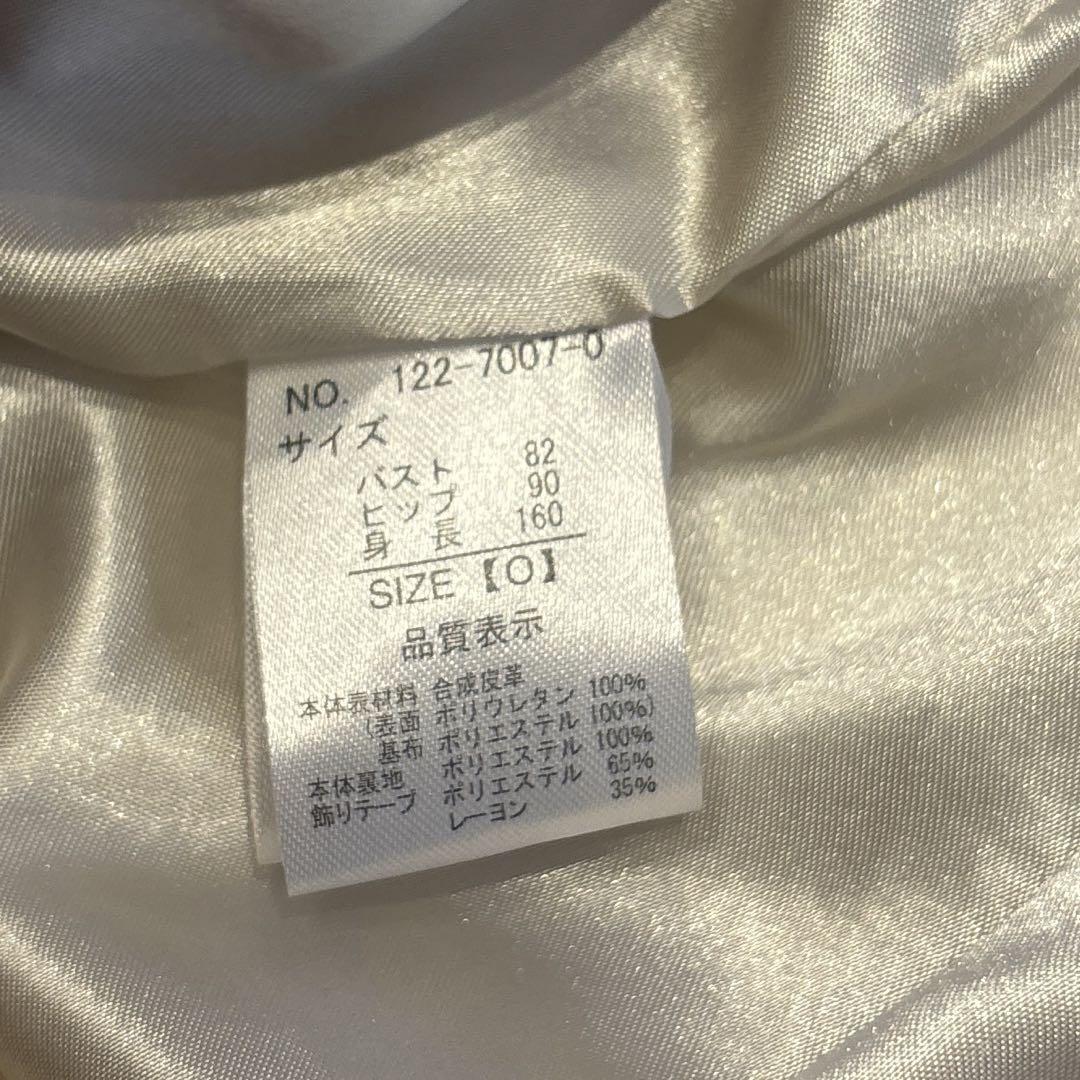 NO. 122-7007-0
サイズ
バスト 82
ヒップ 90
身 長 160
SIZE 【O】
品質表示
本体表材料 合成皮革
(表面 ポリウレタン 100%
基布 ポリエステル 100%)
本体裏地 ポリエステル 100%
飾りテープ ポリエステル 65%
レーヨン 35%